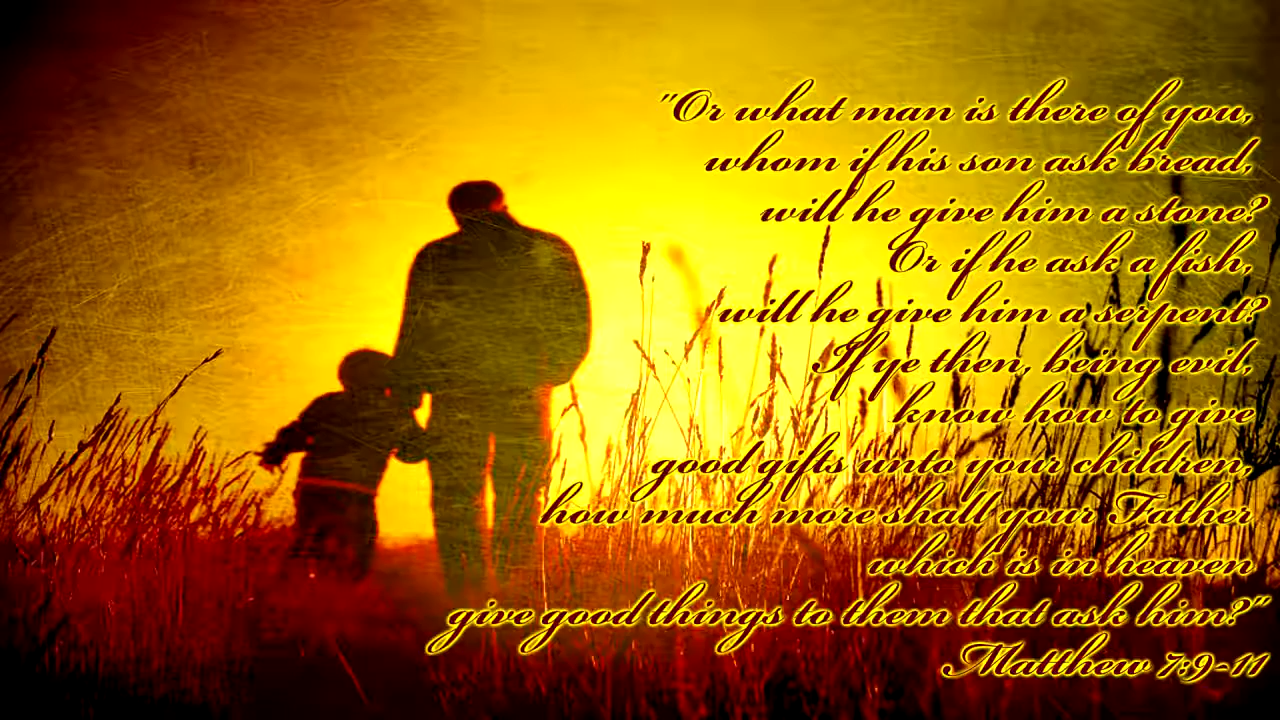 "Or what man is there of you,
whom if his son ask bread,
will he give him a stone?
Or if he ask a fish,
will he give him a serpent?
If ye then, being evil,
know how to give
good gifts unto your children,
how much more shall your Father
which is in heaven
give good things to them that ask him?"
Matthew 7:9-11